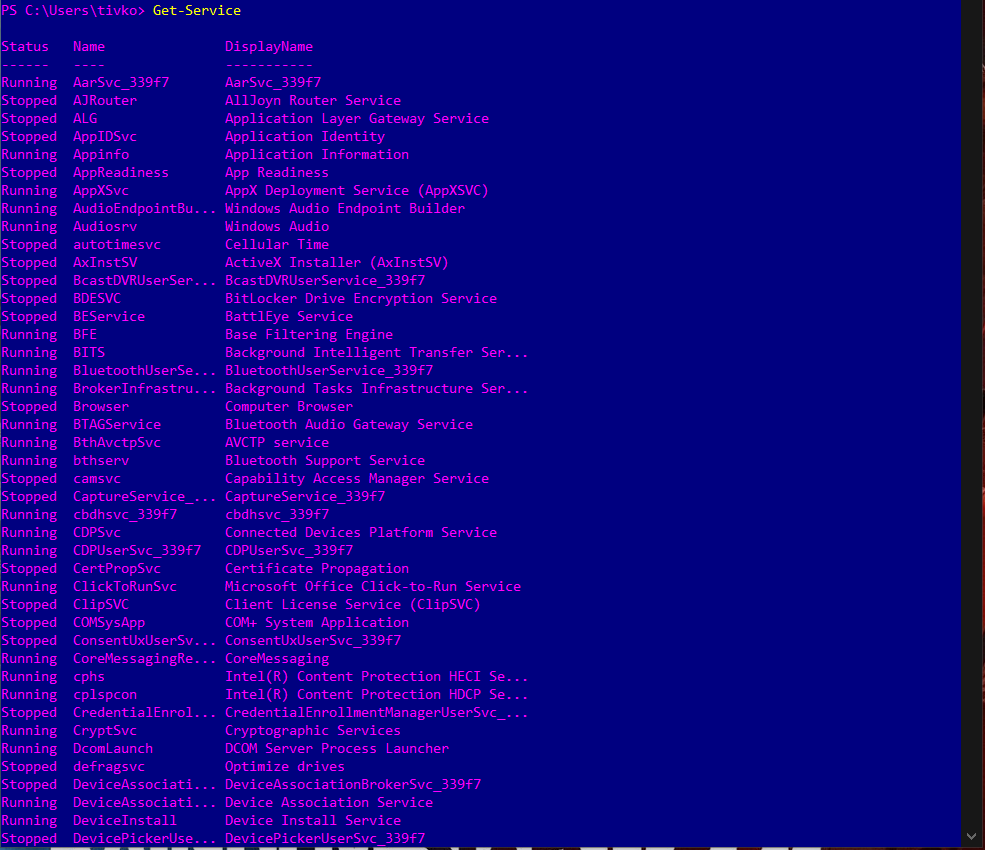 PS C:\Users\tivko> Get-Service
Status   Name               DisplayName
------   ----               -----------
Running  AarSvc_339f7       AarSvc_339f7
Stopped  AJRouter           AllJoyn Router Service
Stopped  ALG                Application Layer Gateway Service
Stopped  AppIDSvc           Application Identity
Running  Appinfo            Application Information
Stopped  AppReadiness       App Readiness
Running  AppXSvc            AppX Deployment Service (AppXSVC)
Running  AudioEndpointBu... Windows Audio Endpoint Builder
Running  Audiosrv           Windows Audio
Stopped  autotimesvc        Cellular Time
Stopped  AxInstSV           ActiveX Installer (AxInstSV)
Stopped  BcastDVRUserSer... BcastDVRUserService_339f7
Stopped  BDESVC             BitLocker Drive Encryption Service
Stopped  BEService          BattlEye Service
Running  BFE                Base Filtering Engine
Running  BITS               Background Intelligent Transfer Ser...
Running  BluetoothUserSe... BluetoothUserService_339f7
Running  BrokerInfrastru... Background Tasks Infrastructure Ser...
Stopped  Browser            Computer Browser
Running  BTAGService        Bluetooth Audio Gateway Service
Running  BthAvctpSvc        AVCTP service
Running  bthserv            Bluetooth Support Service
Stopped  camsvc             Capability Access Manager Service
Stopped  CaptureService_... CaptureService_339f7
Running  cbdhsvc_339f7      cbdhsvc_339f7
Running  CDPSvc             Connected Devices Platform Service
Running  CDPUserSvc_339f7   CDPUserSvc_339f7
Stopped  CertPropSvc        Certificate Propagation
Running  ClickToRunSvc      Microsoft Office Click-to-Run Service
Stopped  ClipSVC            Client License Service (ClipSVC)
Stopped  COMSysApp          COM+ System Application
Stopped  ConsentUxUserSv... ConsentUxUserSvc_339f7
Running  CoreMessagingRe... CoreMessaging
Running  cphs               Intel(R) Content Protection HECI Se...
Running  cplspcon           Intel(R) Content Protection HDCP Se...
Stopped  CredentialEnrol... CredentialEnrollmentManagerUserSvc_...
Running  CryptSvc           Cryptographic Services
Running  DcomLaunch         DCOM Server Process Launcher
Stopped  defragsvc          Optimize drives
Stopped  DeviceAssociati... DeviceAssociationBrokerSvc_339f7
Running  DeviceAssociati... Device Association Service
Running  DeviceInstall      Device Install Service
Stopped  DevicePickerUse... DevicePickerUserSvc_339f7